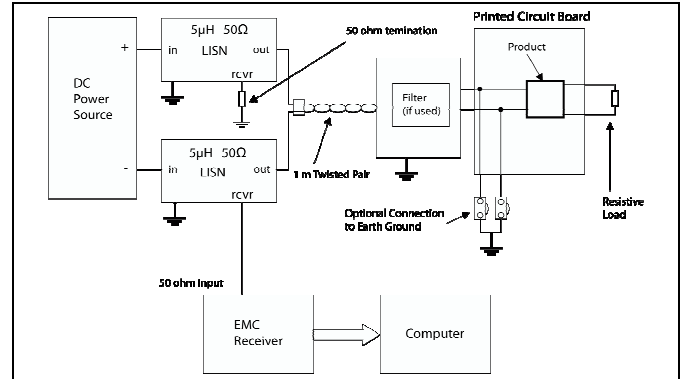 Printed Circuit Board
5µH 50Ω
LISN
in
out
rcvr
50 ohm temination
Product
+
DC
Power
Source
-
Filter
(if used)
5µH 50Ω
LISN
in
out
rcvr
1 m Twisted Pair
Optional Connection
to Earth Ground
Resistive
Load
50 ohm input
EMC
Receiver
Computer